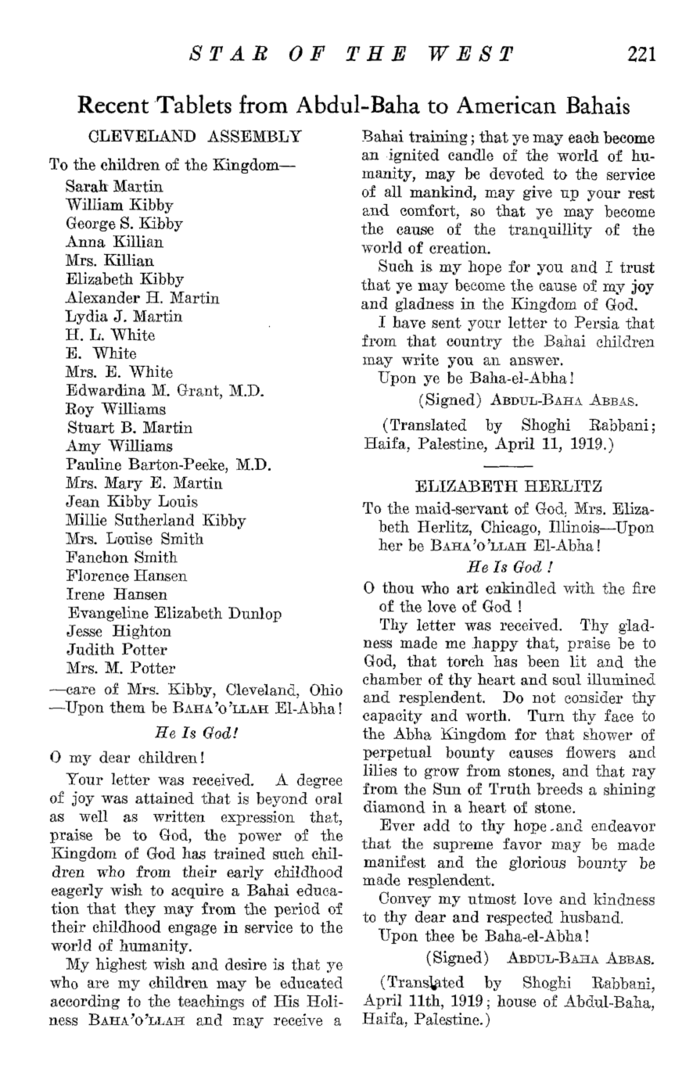 STAR OF THE WEST 221
Recent Tablets from Abdul-Baha to American Bahais
CLEVELAND ASSEMBLY
To the children of the Kingdom—
Sarah Martin
William Kibby
George S. Kibby
Anna Killian
Mrs. Killian
Elizabeth Kibby
Alexander H. Martin
Lydia J. Martin
H. L. White
E. White
Mrs. E. White
Edwardina M. Grant, M.D.
Roy Williams
Stuart B. Martin
Amy Williams
Pauline Barton-Peeke, M.D.
Mrs. Mary E. Martin
Jean Kibby Louis
Millie Sutherland Kibby
Mrs. Louise Smith
Fanchon Smith
Florence Hansen
Irene Hansen
Evangeline Elizabeth Dunlop
Jesse Highton
Judith Potter
Mrs. M. Potter
—care of Mrs. Kibby, Cleveland, Ohio
—Upon them be BAHA'O'LLAH El-Abha!
He Is God!
O my dear children!
Your letter was received. A degree
of joy was attained that is beyond oral
as well as written expression that,
praise be to God, the power of the
Kingdom of God has trained such chil-
dren who from their early childhood
eagerly wish to acquire a Bahai educa-
tion that they may from the period of
their childhood engage in service to the
world of humanity.
My highest wish and desire is that ye
who are my children may be educated
according to the teachings of His Holi-
ness BAHA'O'LLAH and may receive a
Bahai training; that ye may each become
an ignited candle of the world of hu-
manity, may be devoted to the service
of all mankind, may give up your rest
and comfort, so that ye may become
the cause of the tranquillity of the
world of creation.
Such is my hope for you and I trust
that ye may become the cause of my joy
and gladness in the Kingdom of God.
I have sent your letter to Persia that
from that country the Bahai children
may write you an answer.
Upon ye be Baha-el-Abha!
(Signed) ABDUL-BAHA ABBAS.
(Translated by Shoghi Rabbani;
Haifa, Palestine, April 11, 1919.)
ELIZABETH HERLITZ
To the maid-servant of God, Mrs. Eliza-
beth Herlitz, Chicago, Illinois—Upon
her be BAHA'O'LLAH El-Abha!
He Is God!
O thou who art enkindled with the fire
of the love of God!
Thy letter was received. Thy glad-
ness made me happy that, praise be to
God, that torch has been lit and the
chamber of thy heart and soul illumined
and resplendent. Do not consider thy
capacity and worth. Turn thy face to
the Abha Kingdom for that shower of
perpetual bounty causes flowers and
lilies to grow from stones, and that ray
from the Sun of Truth breeds a shining
diamond in a heart of stone.
Ever add to thy hope and endeavor
that the supreme favor may be made
manifest and the glorious bounty be
made resplendent.
Convey my utmost love and kindness
to thy dear and respected husband.
Upon thee be Baha-el-Abha!
(Signed) ABDUL-BAHA ABBAS.
(Translated by Shoghi Rabbani,
April 11th, 1919; house of Abdul-Baha,
Haifa, Palestine.)